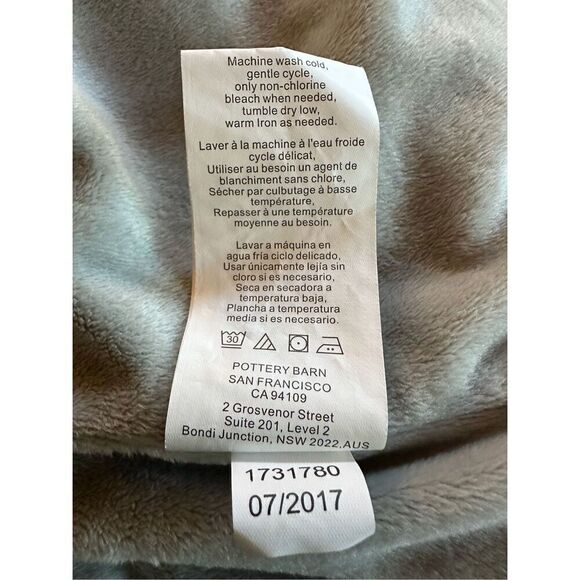 Machine wash cold,
gentle cycle,
only non-chlorine
bleach when needed,
tumble dry low,
warm Iron as needed.
Laver à la machine à l'eau froide
cycle délicat,
Utiliser au besoin un agent de
blanchiment sans chlore,
Sécher par culbutage à basse
température,
Repasser à une température
moyenne au besoin.
Lavar a máquina en
agua fría ciclo delicado,
Usar únicamente lejía sin
cloro si es necesario,
Seca en secadora a
temperatura baja,
Plancha a temperatura
media si es necesario.
30
POTTERY BARN
SAN FRANCISCO
CA 94109
2 Grosvenor Street
Suite 201, Level 2
Bondi Junction, NSW 2022,AUS
1731780
07/2017